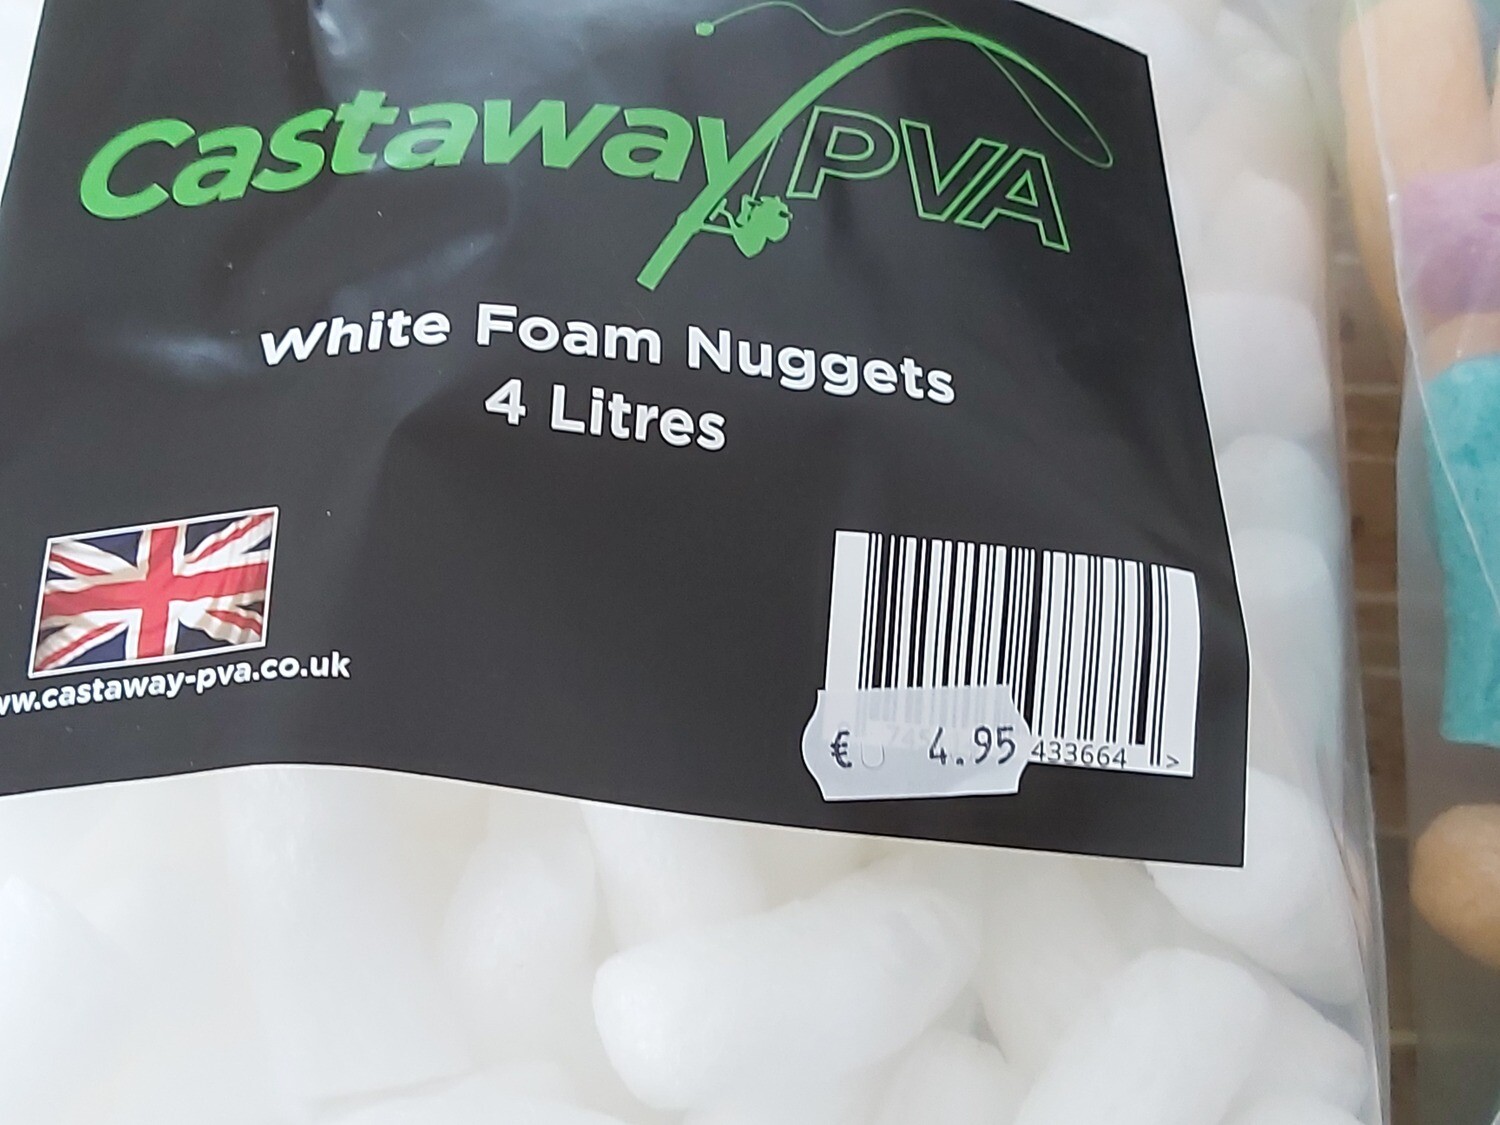 Castaway PVA
White Foam Nuggets
4 Litres
www.castaway-pva.co.uk
€ 4.95
433664 >